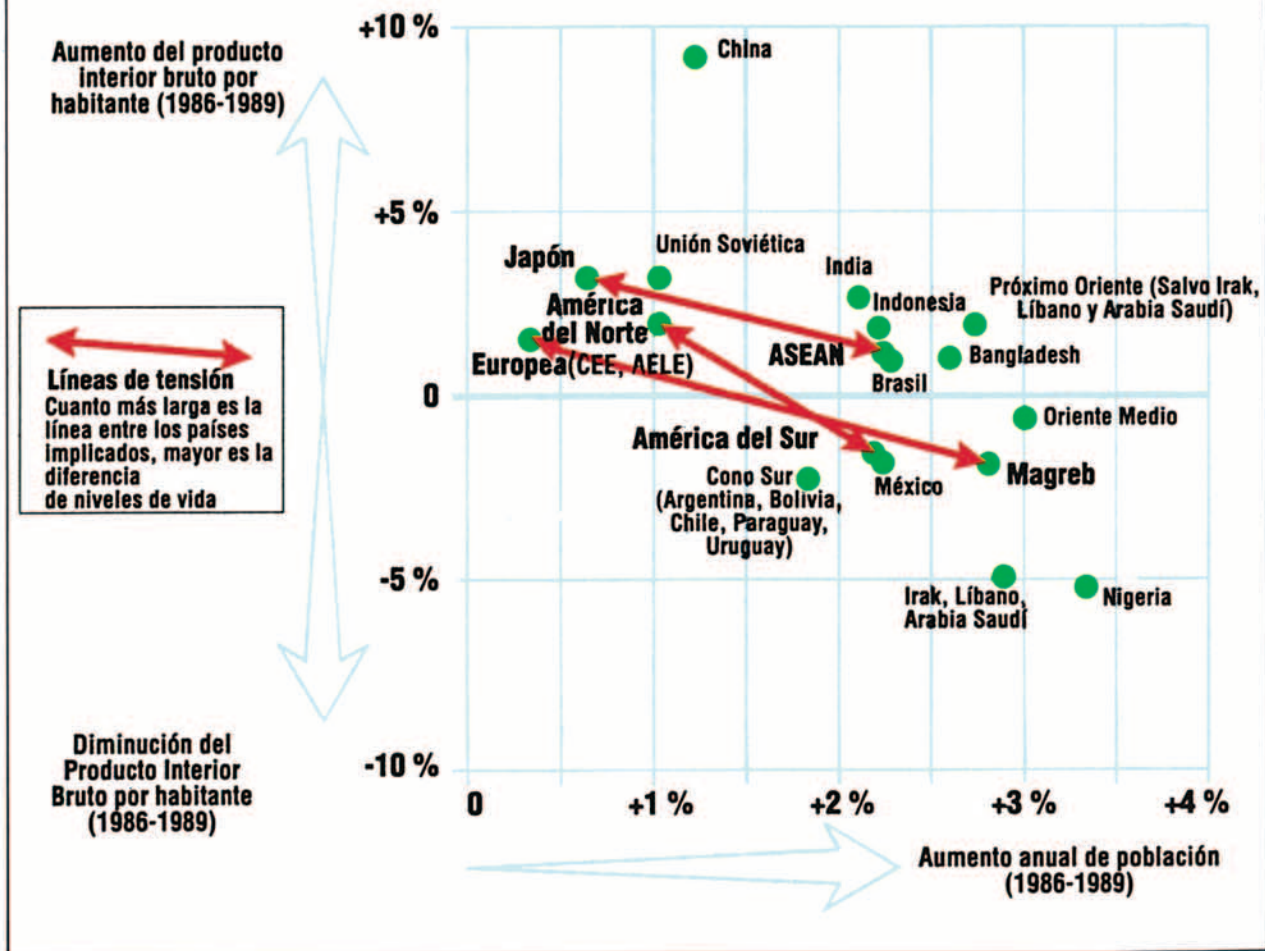 Aumento del producto
interior bruto por
habitante (1986-1989)
Líneas de tensión
Cuanto más larga es la
línea entre los países
implicados, mayor es la
diferencia
de niveles de vida
Diminución del
Producto Interior
Bruto por habitante
(1986-1989)
+10 %
+5 %
0
-5 %
-10 %
China
Japón
Unión Soviética
América
del Norte
Europea(CEE, AELE)
India
Indonesia
Próximo Oriente (Salvo Irak,
Líbano y Arabia Saudí)
ASEAN
Bangladesh
Brasil
Oriente Medio
América del Sur
Magreb
México
Cono Sur
(Argentina, Bolivia,
Chile, Paraguay,
Uruguay)
Irak, Líbano,
Arabia Saudí
Nigeria
0
+1 %
+2 %
+3 %
+4 %
Aumento anual de población
(1986-1989)